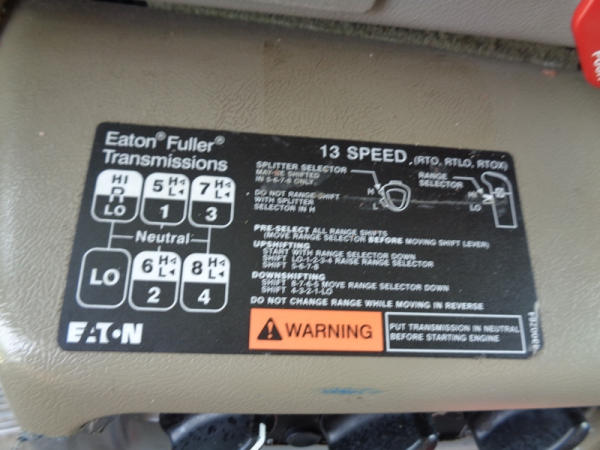 Eaton® Fuller®
Transmissions
HI
R
LO
5 H◄
L◄
1
7 H◄
L◄
3
Neutral
LO
6 H◄
L◄
2
8 H◄
L◄
4
EATON
13 SPEED (RTO, RTLO, RTOX)
SPLITTER SELECTOR
MAY BE SHIFTED
IN 5-6-7-8 ONLY.
DO NOT RANGE SHIFT
WITH SPLITTER
SELECTOR IN H
H
L
RANGE
SELECTOR
HI
LO
PRE-SELECT ALL RANGE SHIFTS
(MOVE RANGE SELECTOR BEFORE MOVING SHIFT LEVER)
UPSHIFTING
START WITH RANGE SELECTOR DOWN
SHIFT LO-1-2-3-4 RAISE RANGE SELECTOR
SHIFT 5-6-7-8
DOWNSHIFTING
SHIFT 8-7-6-5 MOVE RANGE SELECTOR DOWN
SHIFT 4-3-2-1-LO
DO NOT CHANGE RANGE WHILE MOVING IN REVERSE
WARNING
PUT TRANSMISSION IN NEUTRAL
BEFORE STARTING ENGINE